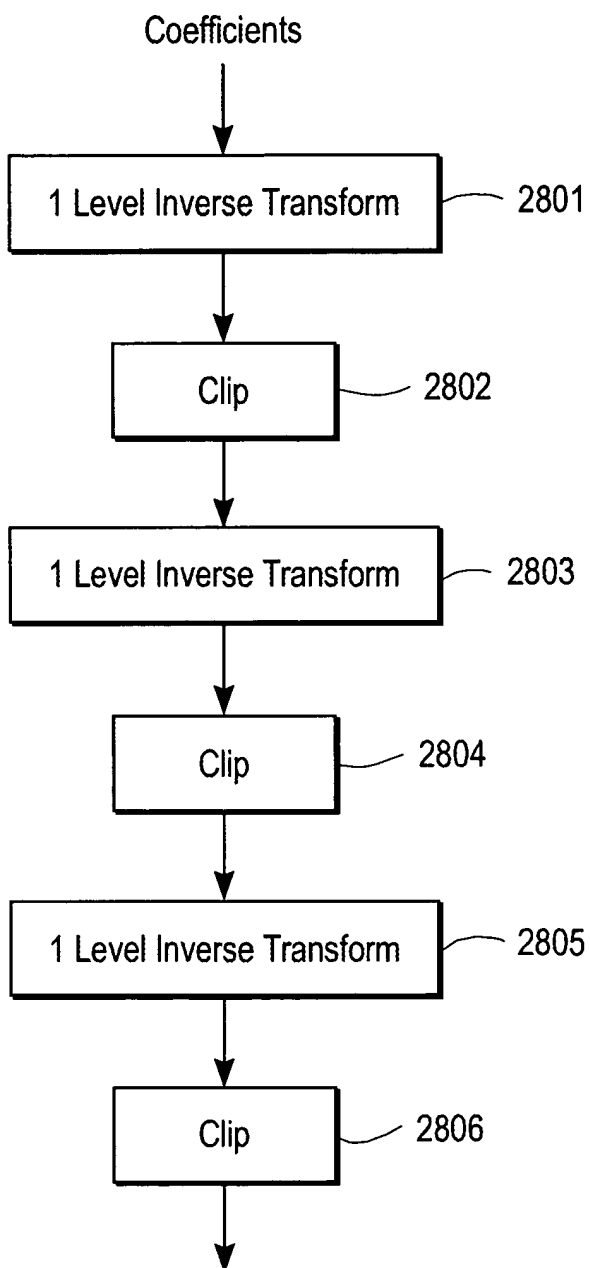 Coefficients
1 Level Inverse Transform
2801
Clip
2802
1 Level Inverse Transform
2803
Clip
2804
1 Level Inverse Transform
2805
Clip
2806